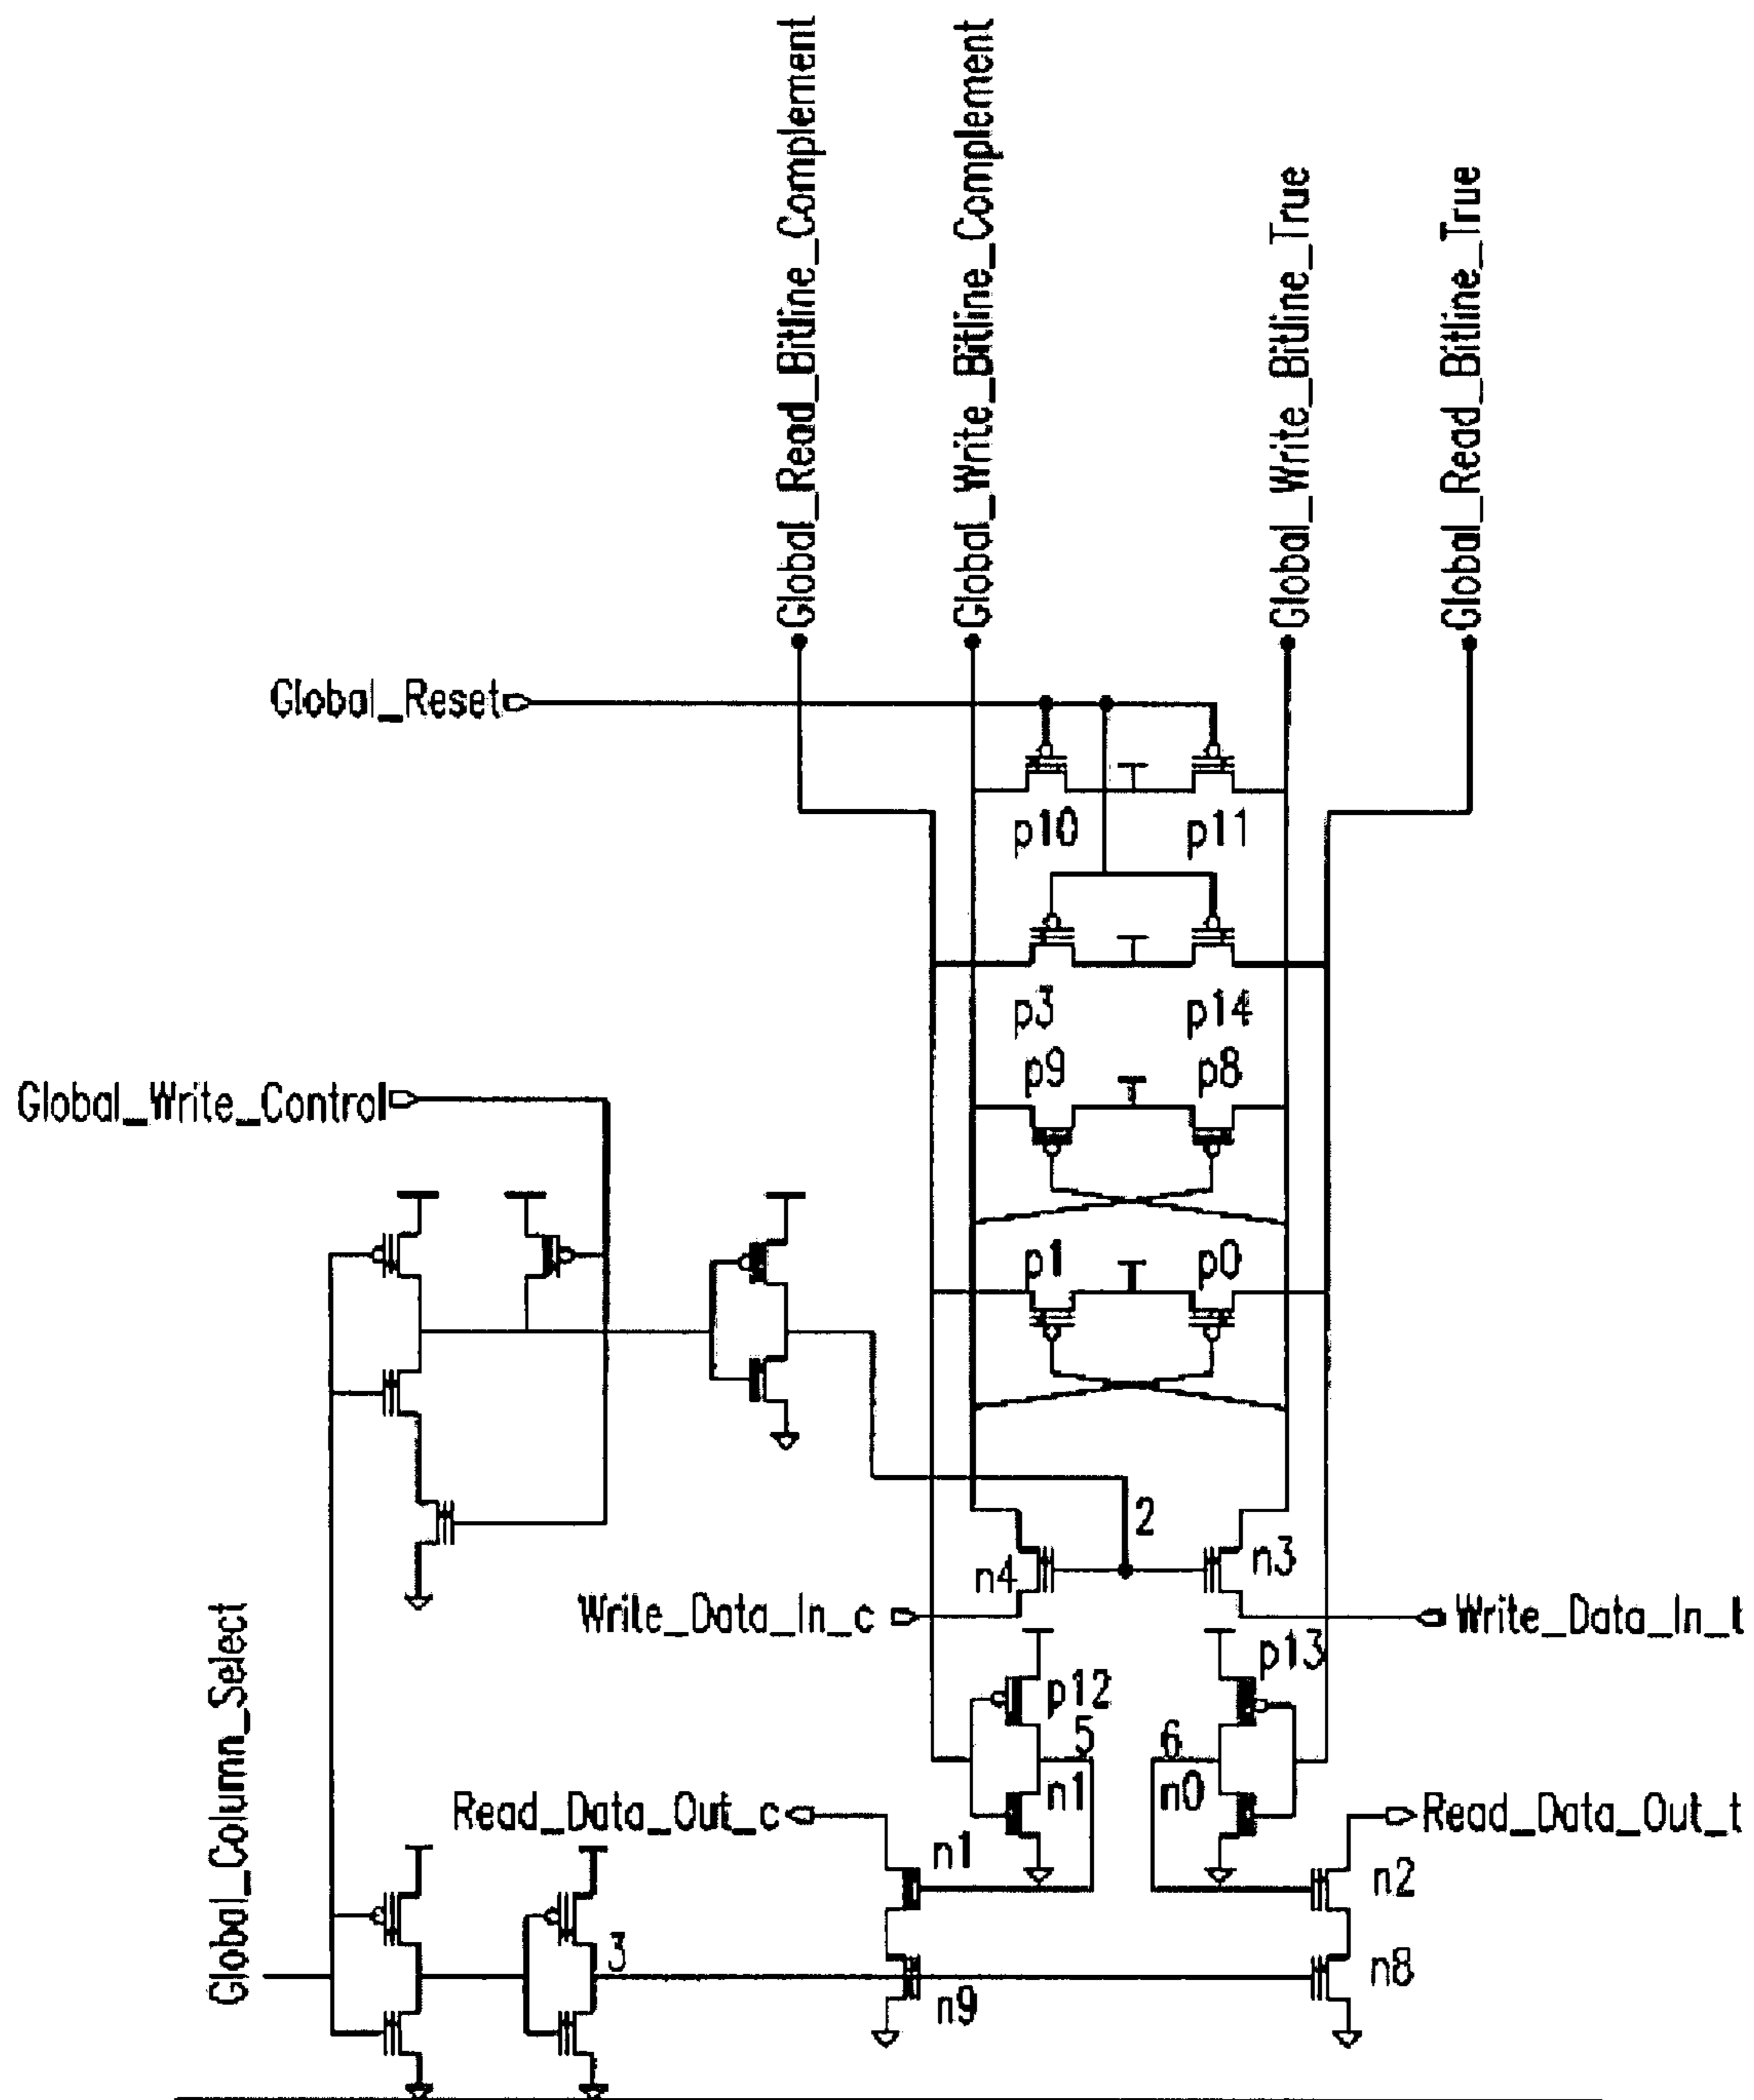 Global_Read_Bitline_Complement
Global_Write_Bitline_Complement
Global_Write_Bitline_True
Global_Read_Bitline_True
Global_Reset
p10
p11
p3
p14
p9
p8
Global_Write_Control
p1
p0
2
n4
n3
Write_Data_In_c
Write_Data_In_t
p13
p12
5
6
n1
n0
Global_Column_Select
Read_Data_Out_c
Read_Data_Out_t
n1
n2
3
n8
n9